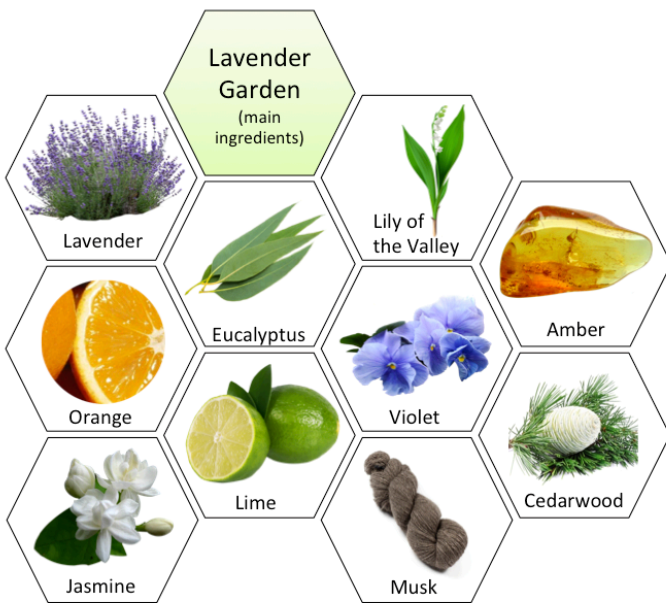 Lavender
Garden
(main
ingredients)
Lavender
Lily of
the Valley
Eucalyptus
Amber
Orange
Violet
Lime
Cedarwood
Jasmine
Musk